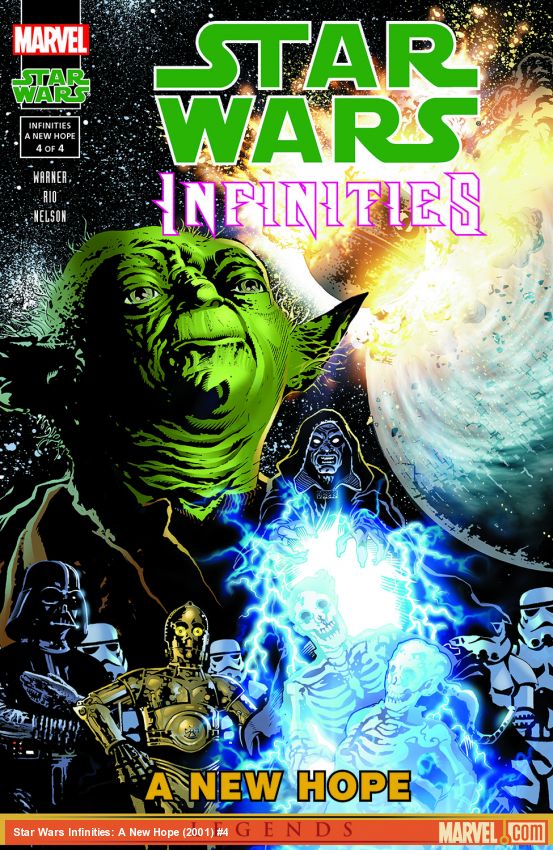 MARVEL
STAR
WARS
INFINITIES
A NEW HOPE
4 OF 4
WARNER
RIO
NELSON
STAR
WARS
INFINITIES
A NEW HOPE
LEGENDS
Star Wars Infinities: A New Hope (2001) #4
MARVEL.com